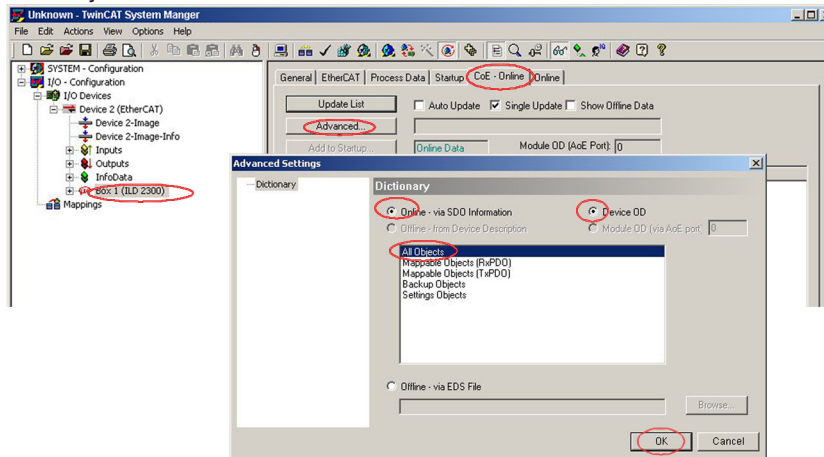 Unknown - TwinCAT System Manger
File Edit Actions View Options Help
SYSTEM - Configuration
I/O - Configuration
I/O Devices
Device 2 (EtherCAT)
Device 2-Image
Device 2-Image-Info
Inputs
Outputs
InfoData
Box 1 (ILD 2300)
Mappings
General EtherCAT Process Data Startup CoE - Online Online
Update List Auto Update Single Update Show Offline Data
Advanced...
Add to Startup... Online Data Module OD (AoE Port): 0
Advanced Settings
Dictionary
Dictionary
Online - via SDO Information Device OD
Offline - from Device Description Module OD (via AoE port 0
All Objects
Mappable Objects (RxPDO)
Mappable Objects (TxPDO)
Backup Objects
Settings Objects
Offline - via EDS File
Browse...
OK Cancel